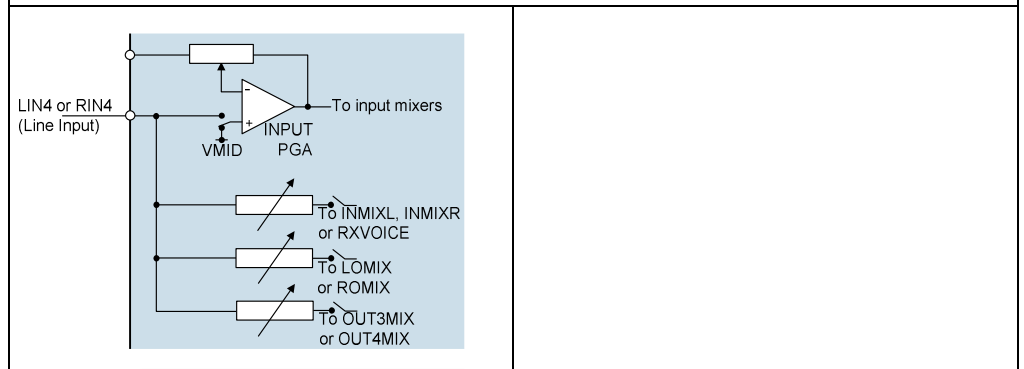 LIN4 or RIN4
(Line Input)
-
+
To input mixers
INPUT
PGA
VMID
To INMIXL, INMIXR
or RXVOICE
To LOMIX
or ROMIX
To OUT3MIX
or OUT4MIX